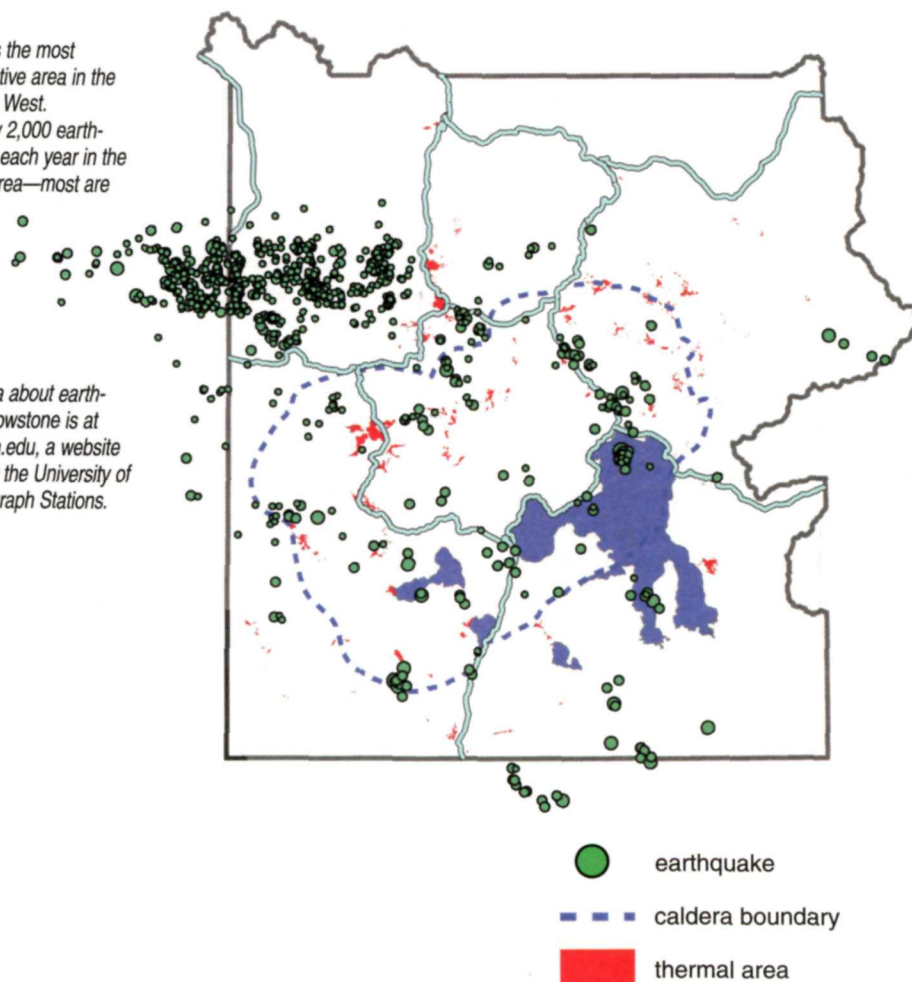 s the most
tive area in the
West.
2,000 earth-
each year in the
rea—most are
a about earth-
lowstone is at
.edu, a website
the University of
raph Stations.
earthquake
caldera boundary
thermal area